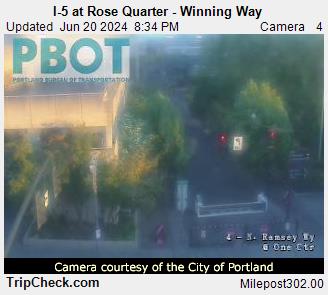 I-5 at Rose Quarter - Winning Way
Updated Jun 20 2024 8:34 PM Camera 4
PBOT
PORTLAND BUREAU OF TRANSPORTATION
4 - N. Ramsey Wy
@ One Ctr
Camera courtesy of the City of Portland
TripCheck.com Milepost302.00